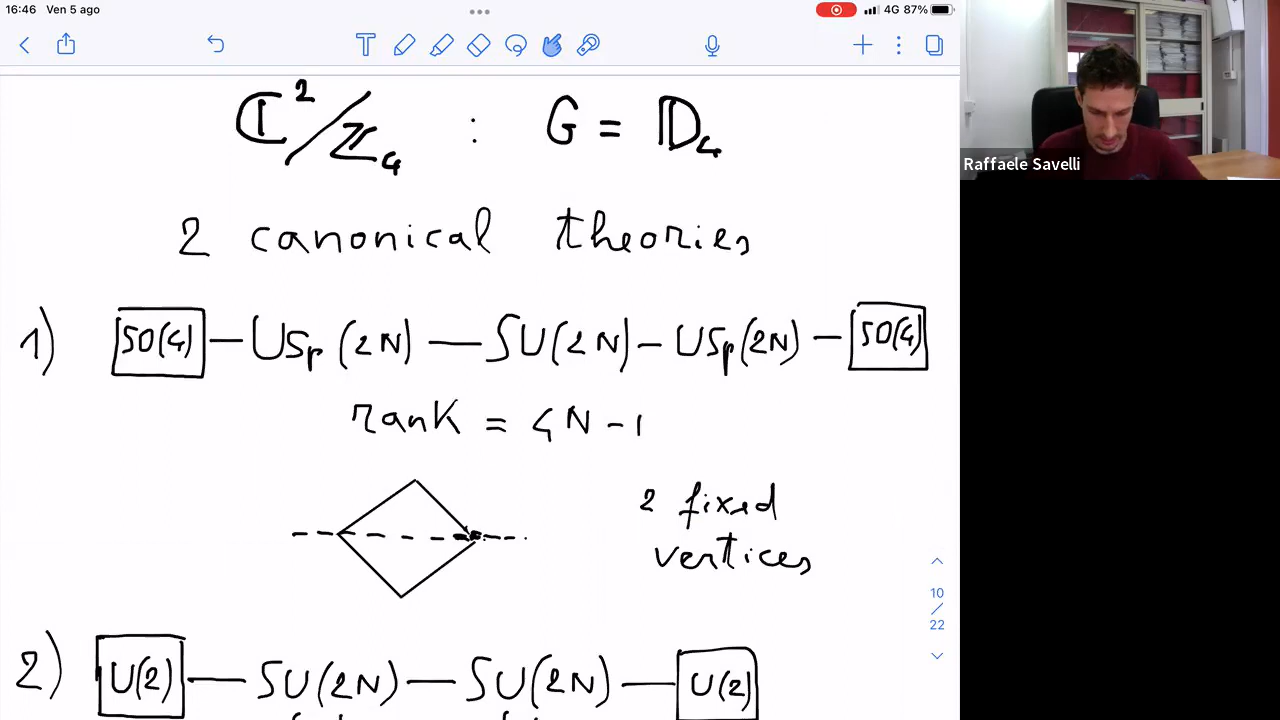 16:46 Ven 5 ago
4G 87%
ℂ²/ℤ₄ : G = 𝔻₄
2 canonical theories
1) SO(4) — USp(2N) — SU(2N) — USp(2N) — SO(4)
rank = 4N - 1
2 fixed
vertices
2) U(2) — SU(2N) — SU(2N) — U(2)
10
/
22
Raffaele Savelli